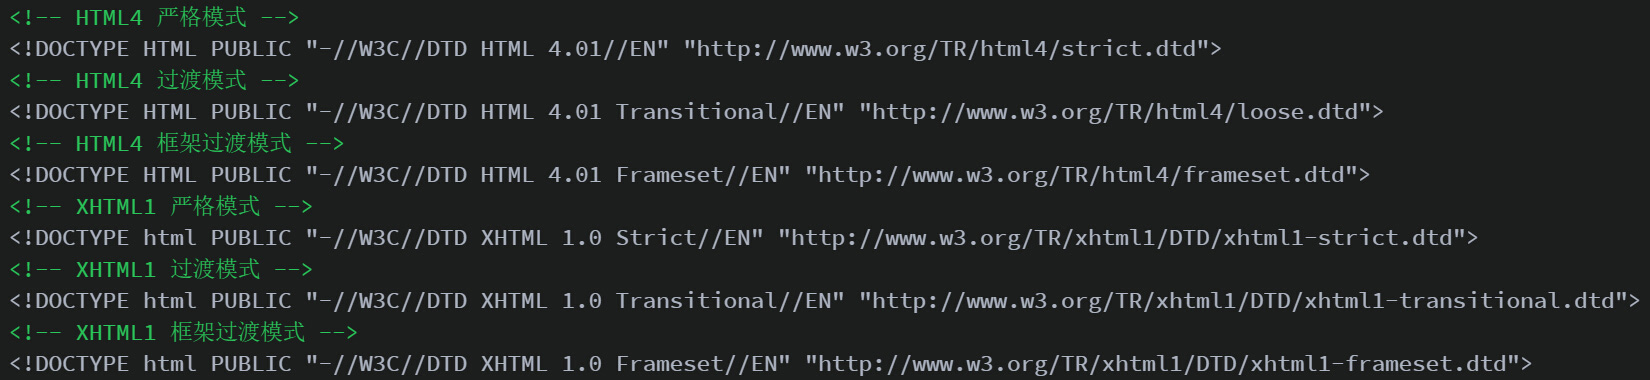 <!-- HTML4 严格模式 -->
<!DOCTYPE HTML PUBLIC "-//W3C//DTD HTML 4.01//EN" "http://www.w3.org/TR/html4/strict.dtd">
<!-- HTML4 过渡模式 -->
<!DOCTYPE HTML PUBLIC "-//W3C//DTD HTML 4.01 Transitional//EN" "http://www.w3.org/TR/html4/loose.dtd">
<!-- HTML4 框架过渡模式 -->
<!DOCTYPE HTML PUBLIC "-//W3C//DTD HTML 4.01 Frameset//EN" "http://www.w3.org/TR/html4/frameset.dtd">
<!-- XHTML1 严格模式 -->
<!DOCTYPE html PUBLIC "-//W3C//DTD XHTML 1.0 Strict//EN" "http://www.w3.org/TR/xhtml1/DTD/xhtml1-strict.dtd">
<!-- XHTML1 过渡模式 -->
<!DOCTYPE html PUBLIC "-//W3C//DTD XHTML 1.0 Transitional//EN" "http://www.w3.org/TR/xhtml1/DTD/xhtml1-transitional.dtd">
<!-- XHTML1 框架过渡模式 -->
<!DOCTYPE html PUBLIC "-//W3C//DTD XHTML 1.0 Frameset//EN" "http://www.w3.org/TR/xhtml1/DTD/xhtml1-frameset.dtd">